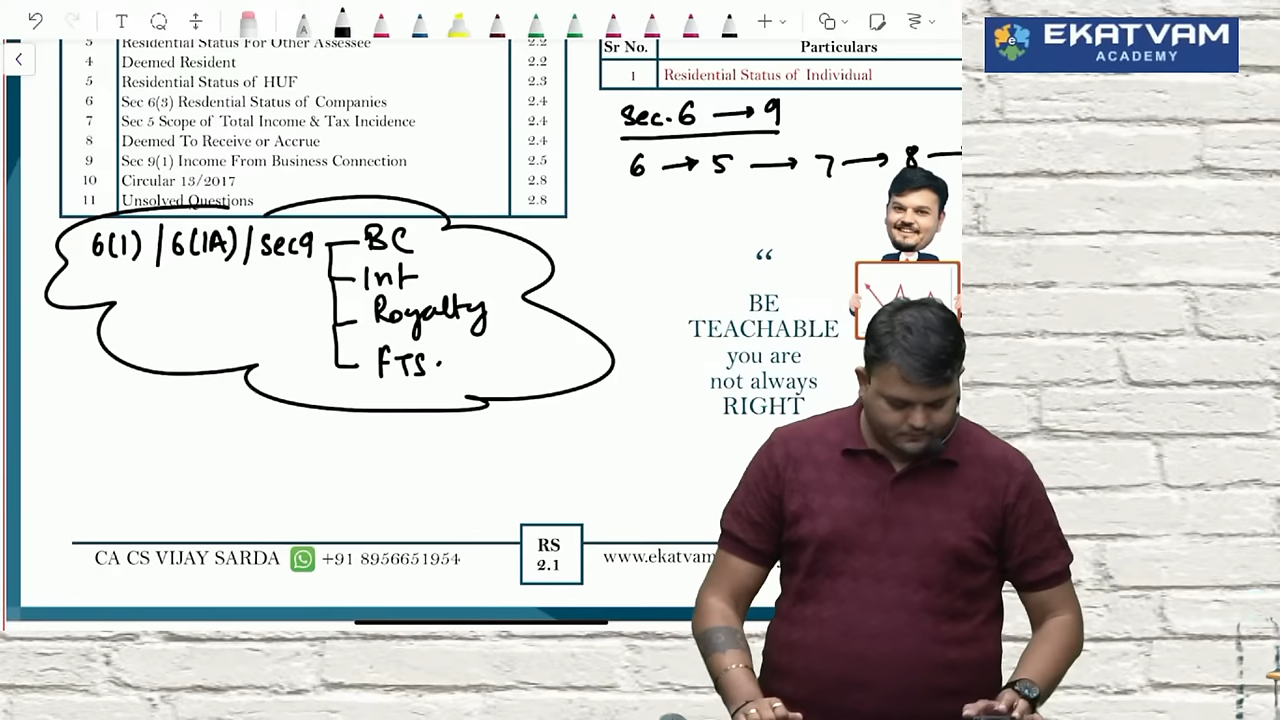 3 Residential Status For Other Assessee 2.2
4 Deemed Resident 2.2
5 Residential Status of HUF 2.3
6 Sec 6(3) Resdential Status of Companies 2.4
7 Sec 5 Scope of Total Income & Tax Incidence 2.4
8 Deemed To Receive or Accrue 2.4
9 Sec 9(1) Income From Business Connection 2.5
10 Circular 13/2017 2.8
11 Unsolved Questions 2.8
6(1) / 6(1A) / Sec 9
BC
Int
Royalty
FTS.
CA CS VIJAY SARDA +91 8956651954
RS
2.1
Sr No. Particulars
1 Residential Status of Individual
Sec. 6 → 9
6 → 5 → 7 → 8
“
BE
TEACHABLE
you are
not always
RIGHT
www.ekatvam
EKATVAM
ACADEMY